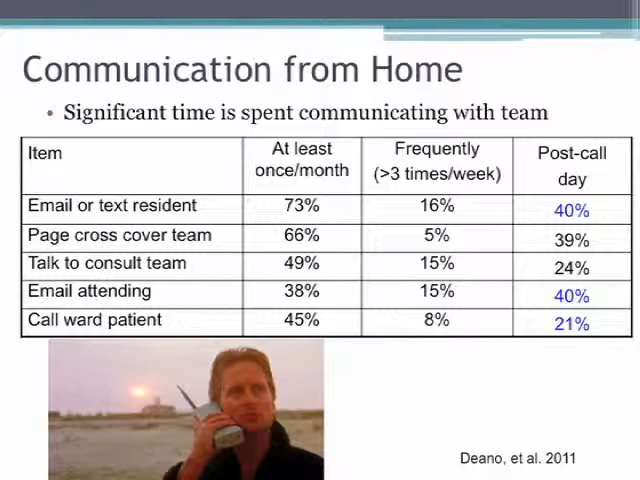 Communication from Home
• Significant time is spent communicating with team
Item At least once/month Frequently (>3 times/week) Post-call day
Email or text resident 73% 16% 40%
Page cross cover team 66% 5% 39%
Talk to consult team 49% 15% 24%
Email attending 38% 15% 40%
Call ward patient 45% 8% 21%
Deano, et al. 2011